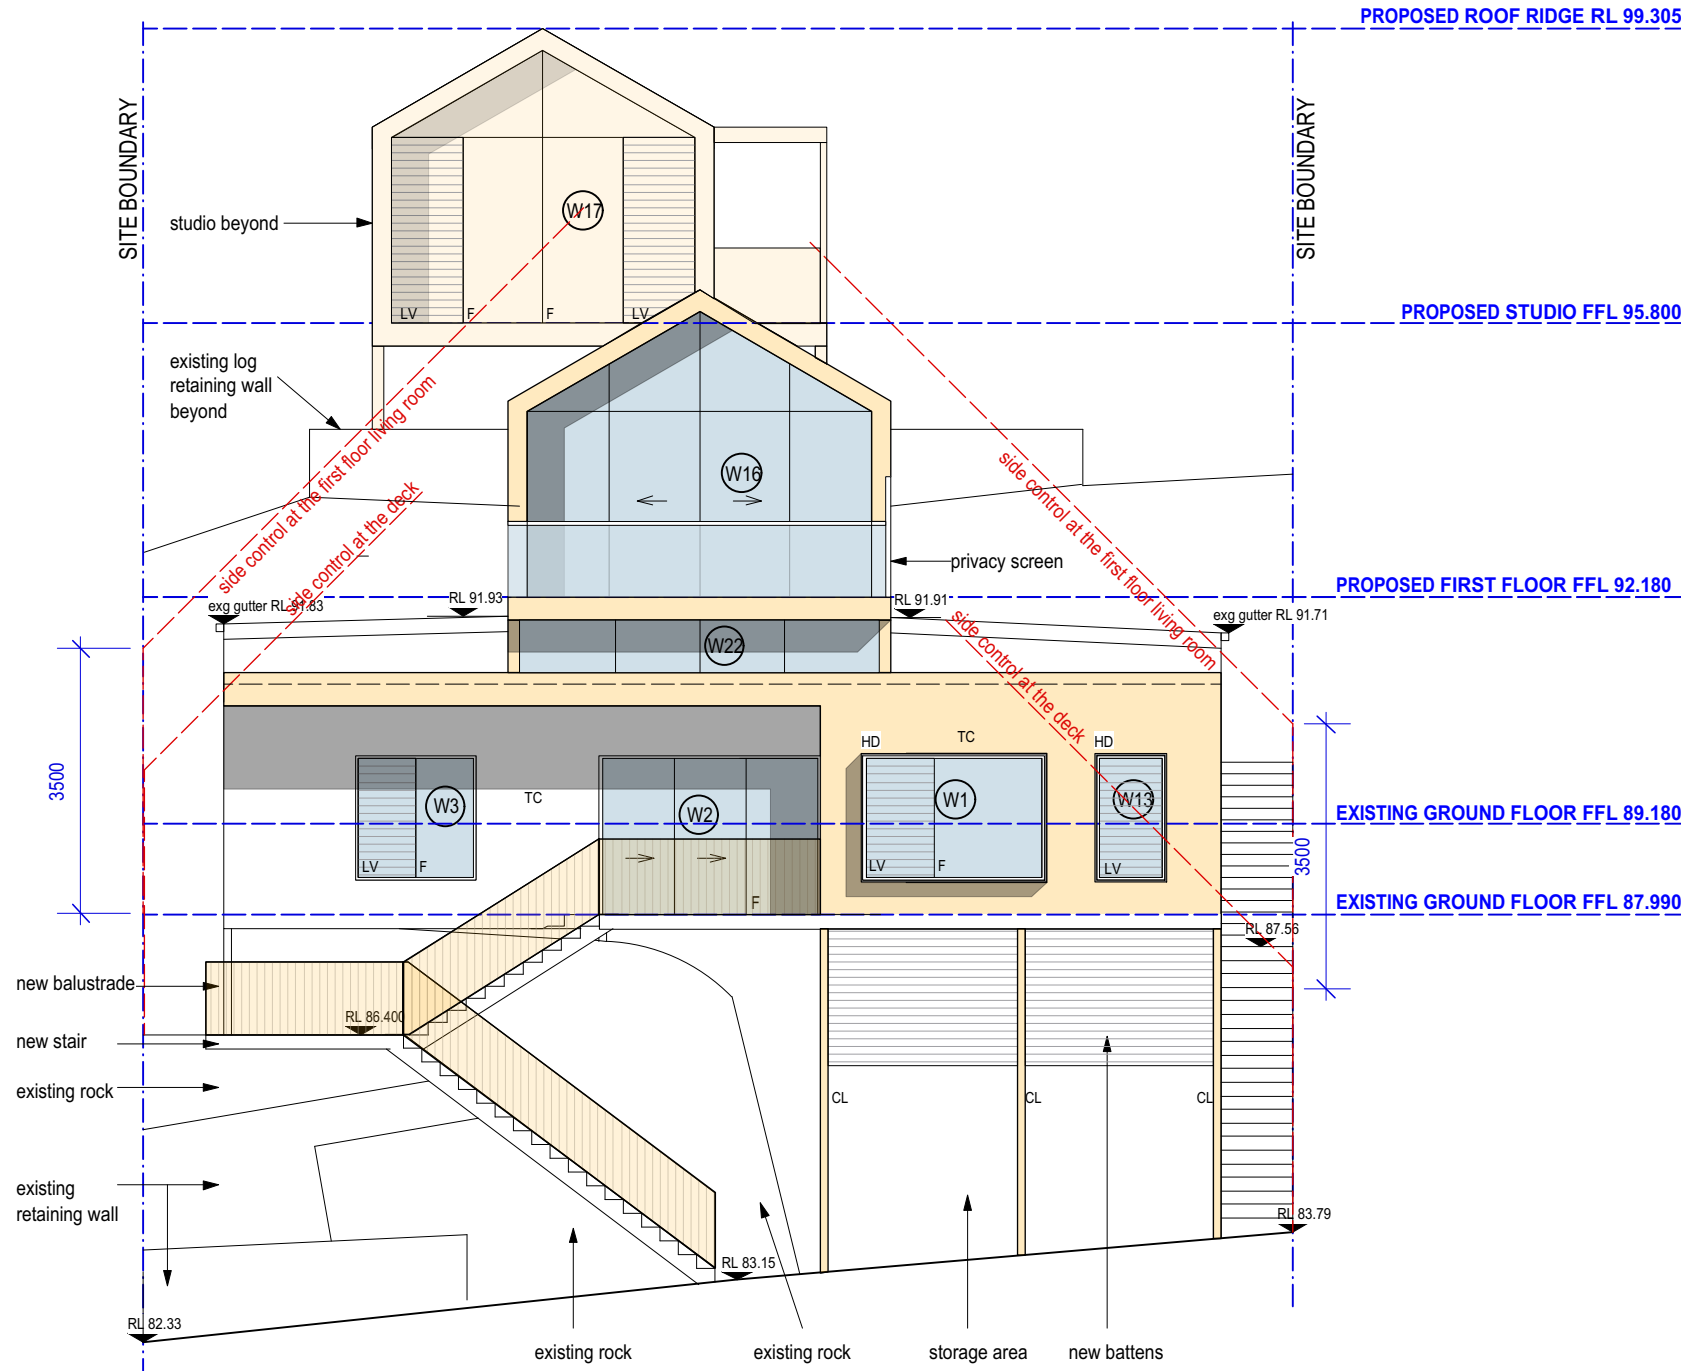 PROPOSED ROOF RIDGE RL 99.305
SITE BOUNDARY
SITE BOUNDARY
W17
studio beyond
LV
F
F
LV
PROPOSED STUDIO FFL 95.800
existing log
retaining wall
beyond
side control at the first floor living room
side control at the deck
W16
side control at the first floor living room
privacy screen
PROPOSED FIRST FLOOR FFL 92.180
exg gutter RL 91.83
RL 91.93
RL 91.91
exg gutter RL 91.71
side control at the deck
W22
3500
HD
TC
HD
TC
W3
W2
W1
W13
EXISTING GROUND FLOOR FFL 89.180
3500
LV
F
LV
F
LV
F
EXISTING GROUND FLOOR FFL 87.990
RL 87.56
new balustrade
RL 86.400
new stair
existing rock
CL
CL
CL
existing
retaining wall
RL 83.79
RL 83.15
RL 82.33
existing rock
existing rock
storage area
new battens